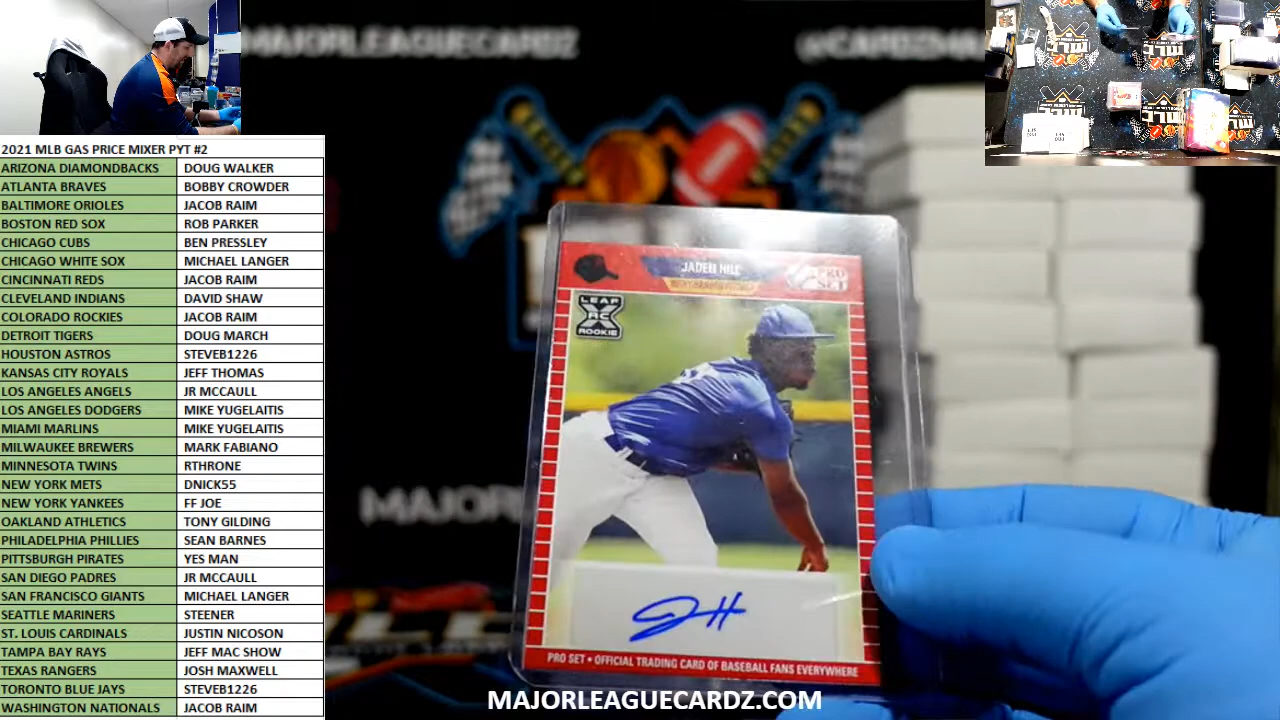 MAJORLEAGUECARDZ
2021 MLB GAS PRICE MIXER PYT #2
ARIZONA DIAMONDBACKS DOUG WALKER
ATLANTA BRAVES BOBBY CROWDER
BALTIMORE ORIOLES JACOB RAIM
BOSTON RED SOX ROB PARKER
CHICAGO CUBS BEN PRESSLEY
CHICAGO WHITE SOX MICHAEL LANGER
CINCINNATI REDS JACOB RAIM
CLEVELAND INDIANS DAVID SHAW
COLORADO ROCKIES JACOB RAIM
DETROIT TIGERS DOUG MARCH
HOUSTON ASTROS STEVEB1226
KANSAS CITY ROYALS JEFF THOMAS
LOS ANGELES ANGELS JR MCCAULL
LOS ANGELES DODGERS MIKE YUGELAITIS
MIAMI MARLINS MIKE YUGELAITIS
MILWAUKEE BREWERS MARK FABIANO
MINNESOTA TWINS RTHRONE
NEW YORK METS DNICK55
NEW YORK YANKEES FF JOE
OAKLAND ATHLETICS TONY GILDING
PHILADELPHIA PHILLIES SEAN BARNES
PITTSBURGH PIRATES YES MAN
SAN DIEGO PADRES JR MCCAULL
SAN FRANCISCO GIANTS MICHAEL LANGER
SEATTLE MARINERS STEENER
ST. LOUIS CARDINALS JUSTIN NICOSON
TAMPA BAY RAYS JEFF MAC SHOW
TEXAS RANGERS JOSH MAXWELL
TORONTO BLUE JAYS STEVEB1226
WASHINGTON NATIONALS JACOB RAIM
JADEN HILL
PRO
SET
LEAF
RC
ROOKIE
JH
PRO SET • OFFICIAL TRADING CARD OF BASEBALL FANS EVERYWHERE
MAJORLEAGUECARDZ.COM